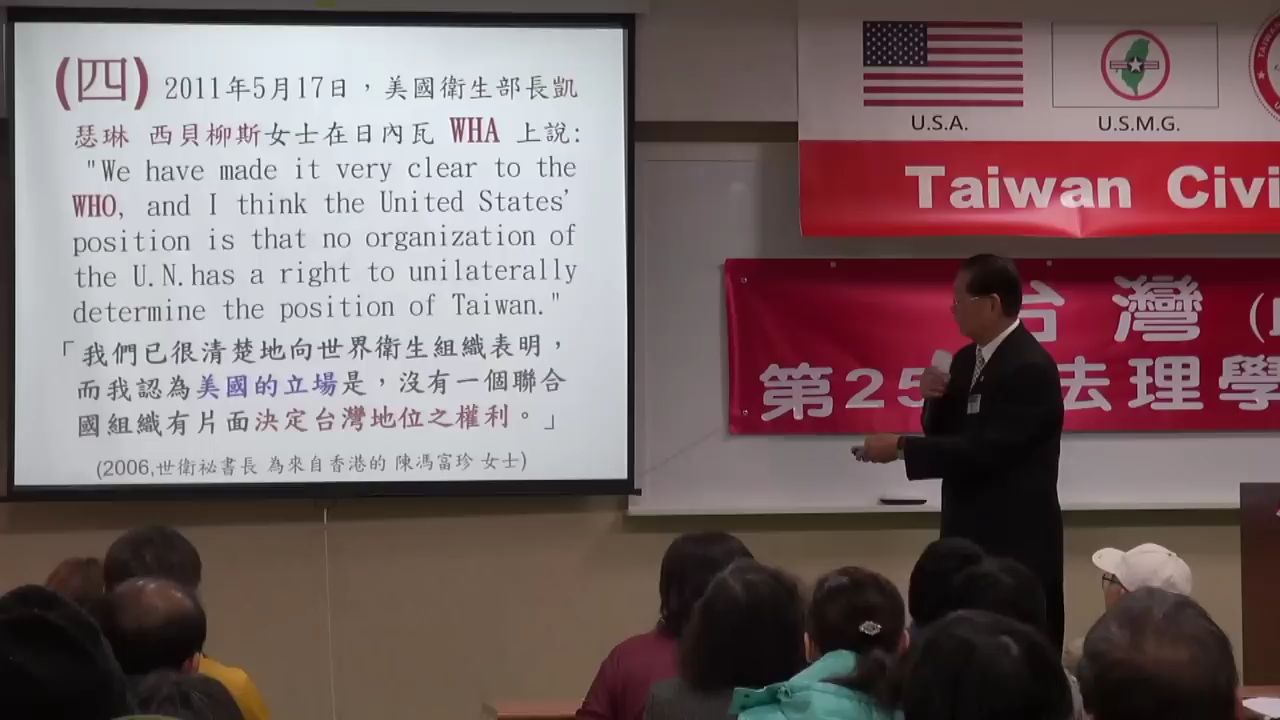 (四) 2011年5月17日，美國衛生部長凱
瑟琳 西貝柳斯女士在日內瓦 WHA 上說:
"We have made it very clear to the
WHO, and I think the United States'
position is that no organization of
the U.N.has a right to unilaterally
determine the position of Taiwan."
「我們已很清楚地向世界衛生組織表明，
而我認為美國的立場是，沒有一個聯合
國組織有片面決定台灣地位之權利。」
(2006,世衛祕書長 為來自香港的 陳馮富珍 女士)
U.S.A.
U.S.M.G.
Taiwan Civi
台灣
第25 法理學